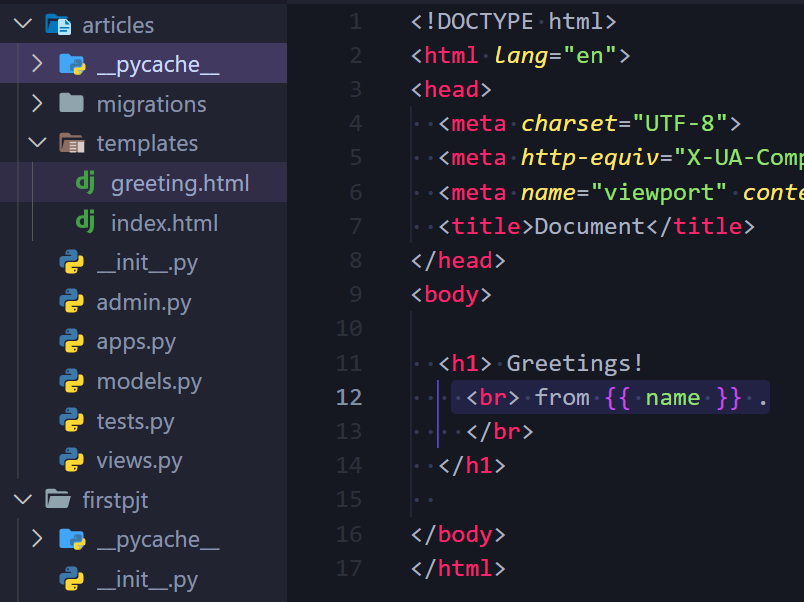 articles
__pycache__
migrations
templates
greeting.html
index.html
__init__.py
admin.py
apps.py
models.py
tests.py
views.py
firstpjt
__pycache__
__init__.py
1 <!DOCTYPE html>
2 <html lang="en">
3 <head>
4 <meta charset="UTF-8">
5 <meta http-equiv="X-UA-Comp
6 <meta name="viewport" conte
7 <title>Document</title>
8 </head>
9 <body>
10
11 <h1> Greetings!
12 <br> from {{ name }} .
13 </br>
14 </h1>
15
16 </body>
17 </html>